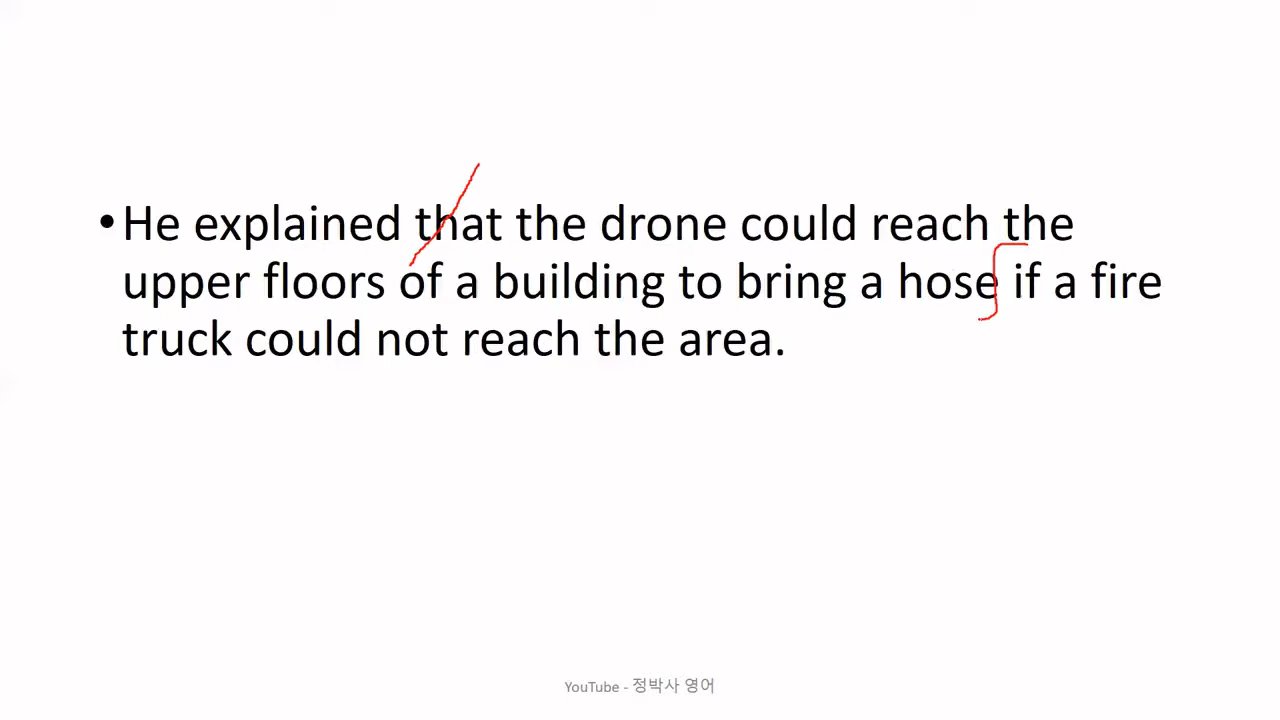 •He explained that the drone could reach the
upper floors of a building to bring a hose if a fire
truck could not reach the area.
YouTube - 정박사 영어